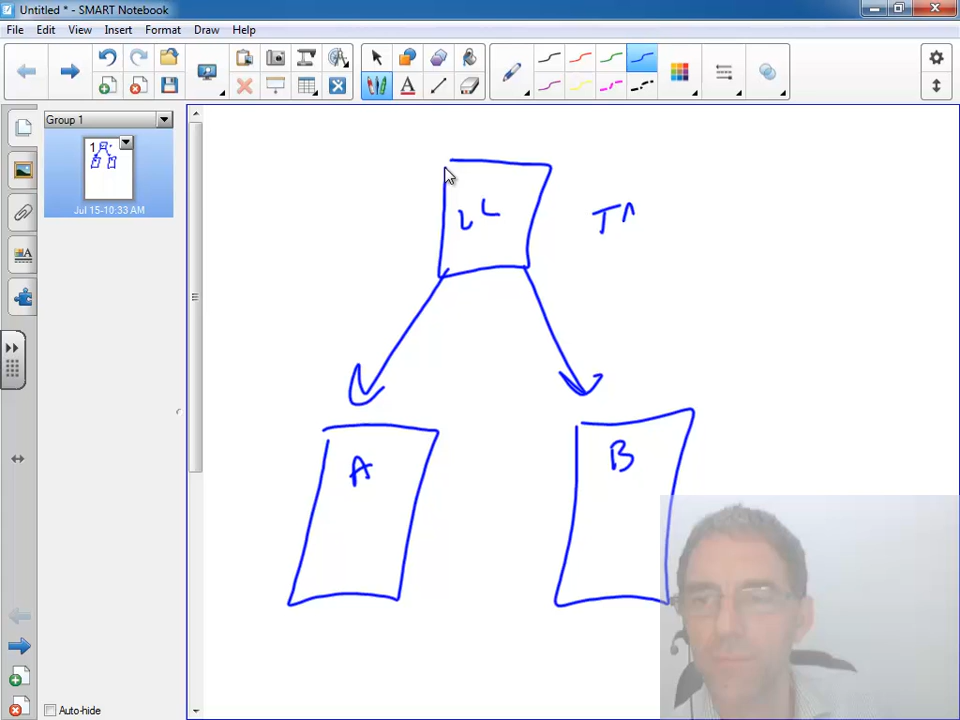 Untitled * - SMART Notebook
File Edit View Insert Format Draw Help
Group 1
1
Jul 15-10:33 AM
A
B
Auto-hide